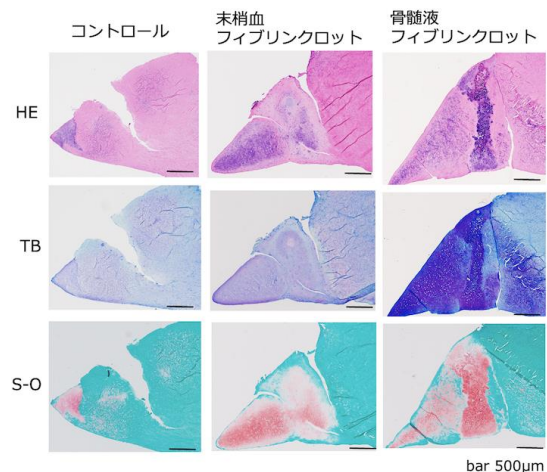 コントロール
末梢血
フィブリンクロット
骨髄液
フィブリンクロット
HE
TB
S-O
bar 500μm